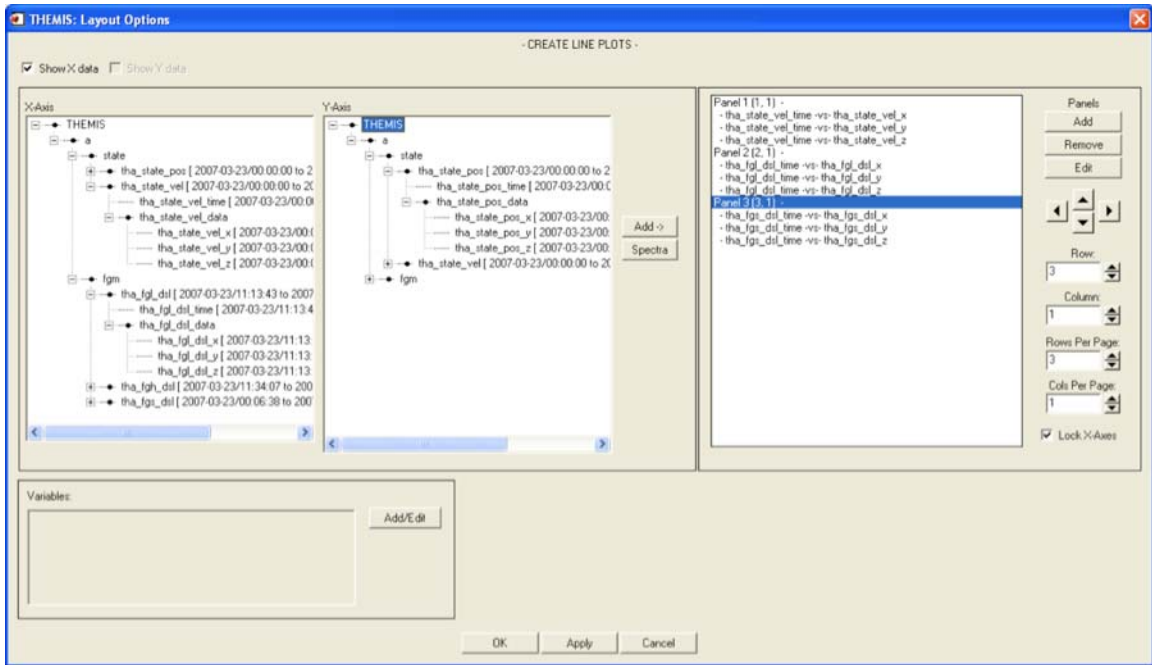 THEMIS: Layout Options
- CREATE LINE PLOTS -
Show X data
Show Y data
X-Axis
THEMIS
a
state
tha_state_pos [ 2007-03-23/00:00:00 to 2
tha_state_vel [ 2007-03-23/00:00:00 to 20
tha_state_vel_time [ 2007-03-23/00:00
tha_state_vel_data
tha_state_vel_x [ 2007-03-23/00:0
tha_state_vel_y [ 2007-03-23/00:0
tha_state_vel_z [ 2007-03-23/00:0
fgm
tha_fgl_dsl [ 2007-03-23/11:13:43 to 2007
tha_fgl_dsl_time [ 2007-03-23/11:13:4
tha_fgl_dsl_data
tha_fgl_dsl_x [ 2007-03-23/11:13:
tha_fgl_dsl_y [ 2007-03-23/11:13:
tha_fgl_dsl_z [ 2007-03-23/11:13:
tha_fgh_dsl [ 2007-03-23/11:34:07 to 200
tha_fgs_dsl [ 2007-03-23/00:06:38 to 200
Y-Axis
THEMIS
a
state
tha_state_pos [ 2007-03-23/00:00:00 to 2
tha_state_pos_time [ 2007-03-23/00:0
tha_state_pos_data
tha_state_pos_x [ 2007-03-23/00:
tha_state_pos_y [ 2007-03-23/00:
tha_state_pos_z [ 2007-03-23/00:
tha_state_vel [ 2007-03-23/00:00:00 to 20
fgm
Add ->
Spectra
Panel 1 (1, 1) -
- tha_state_vel_time -vs- tha_state_vel_x
- tha_state_vel_time -vs- tha_state_vel_y
- tha_state_vel_time -vs- tha_state_vel_z
Panel 2 (2, 1) -
- tha_fgl_dsl_time -vs- tha_fgl_dsl_x
- tha_fgl_dsl_time -vs- tha_fgl_dsl_y
- tha_fgl_dsl_time -vs- tha_fgl_dsl_z
Panel 3 (3, 1) -
- tha_fgs_dsl_time -vs- tha_fgs_dsl_x
- tha_fgs_dsl_time -vs- tha_fgs_dsl_y
- tha_fgs_dsl_time -vs- tha_fgs_dsl_z
Panels
Add
Remove
Edit
Row:
3
Column:
1
Rows Per Page:
3
Cols Per Page:
1
Lock X-Axes
Variables:
Add/Edit
OK
Apply
Cancel